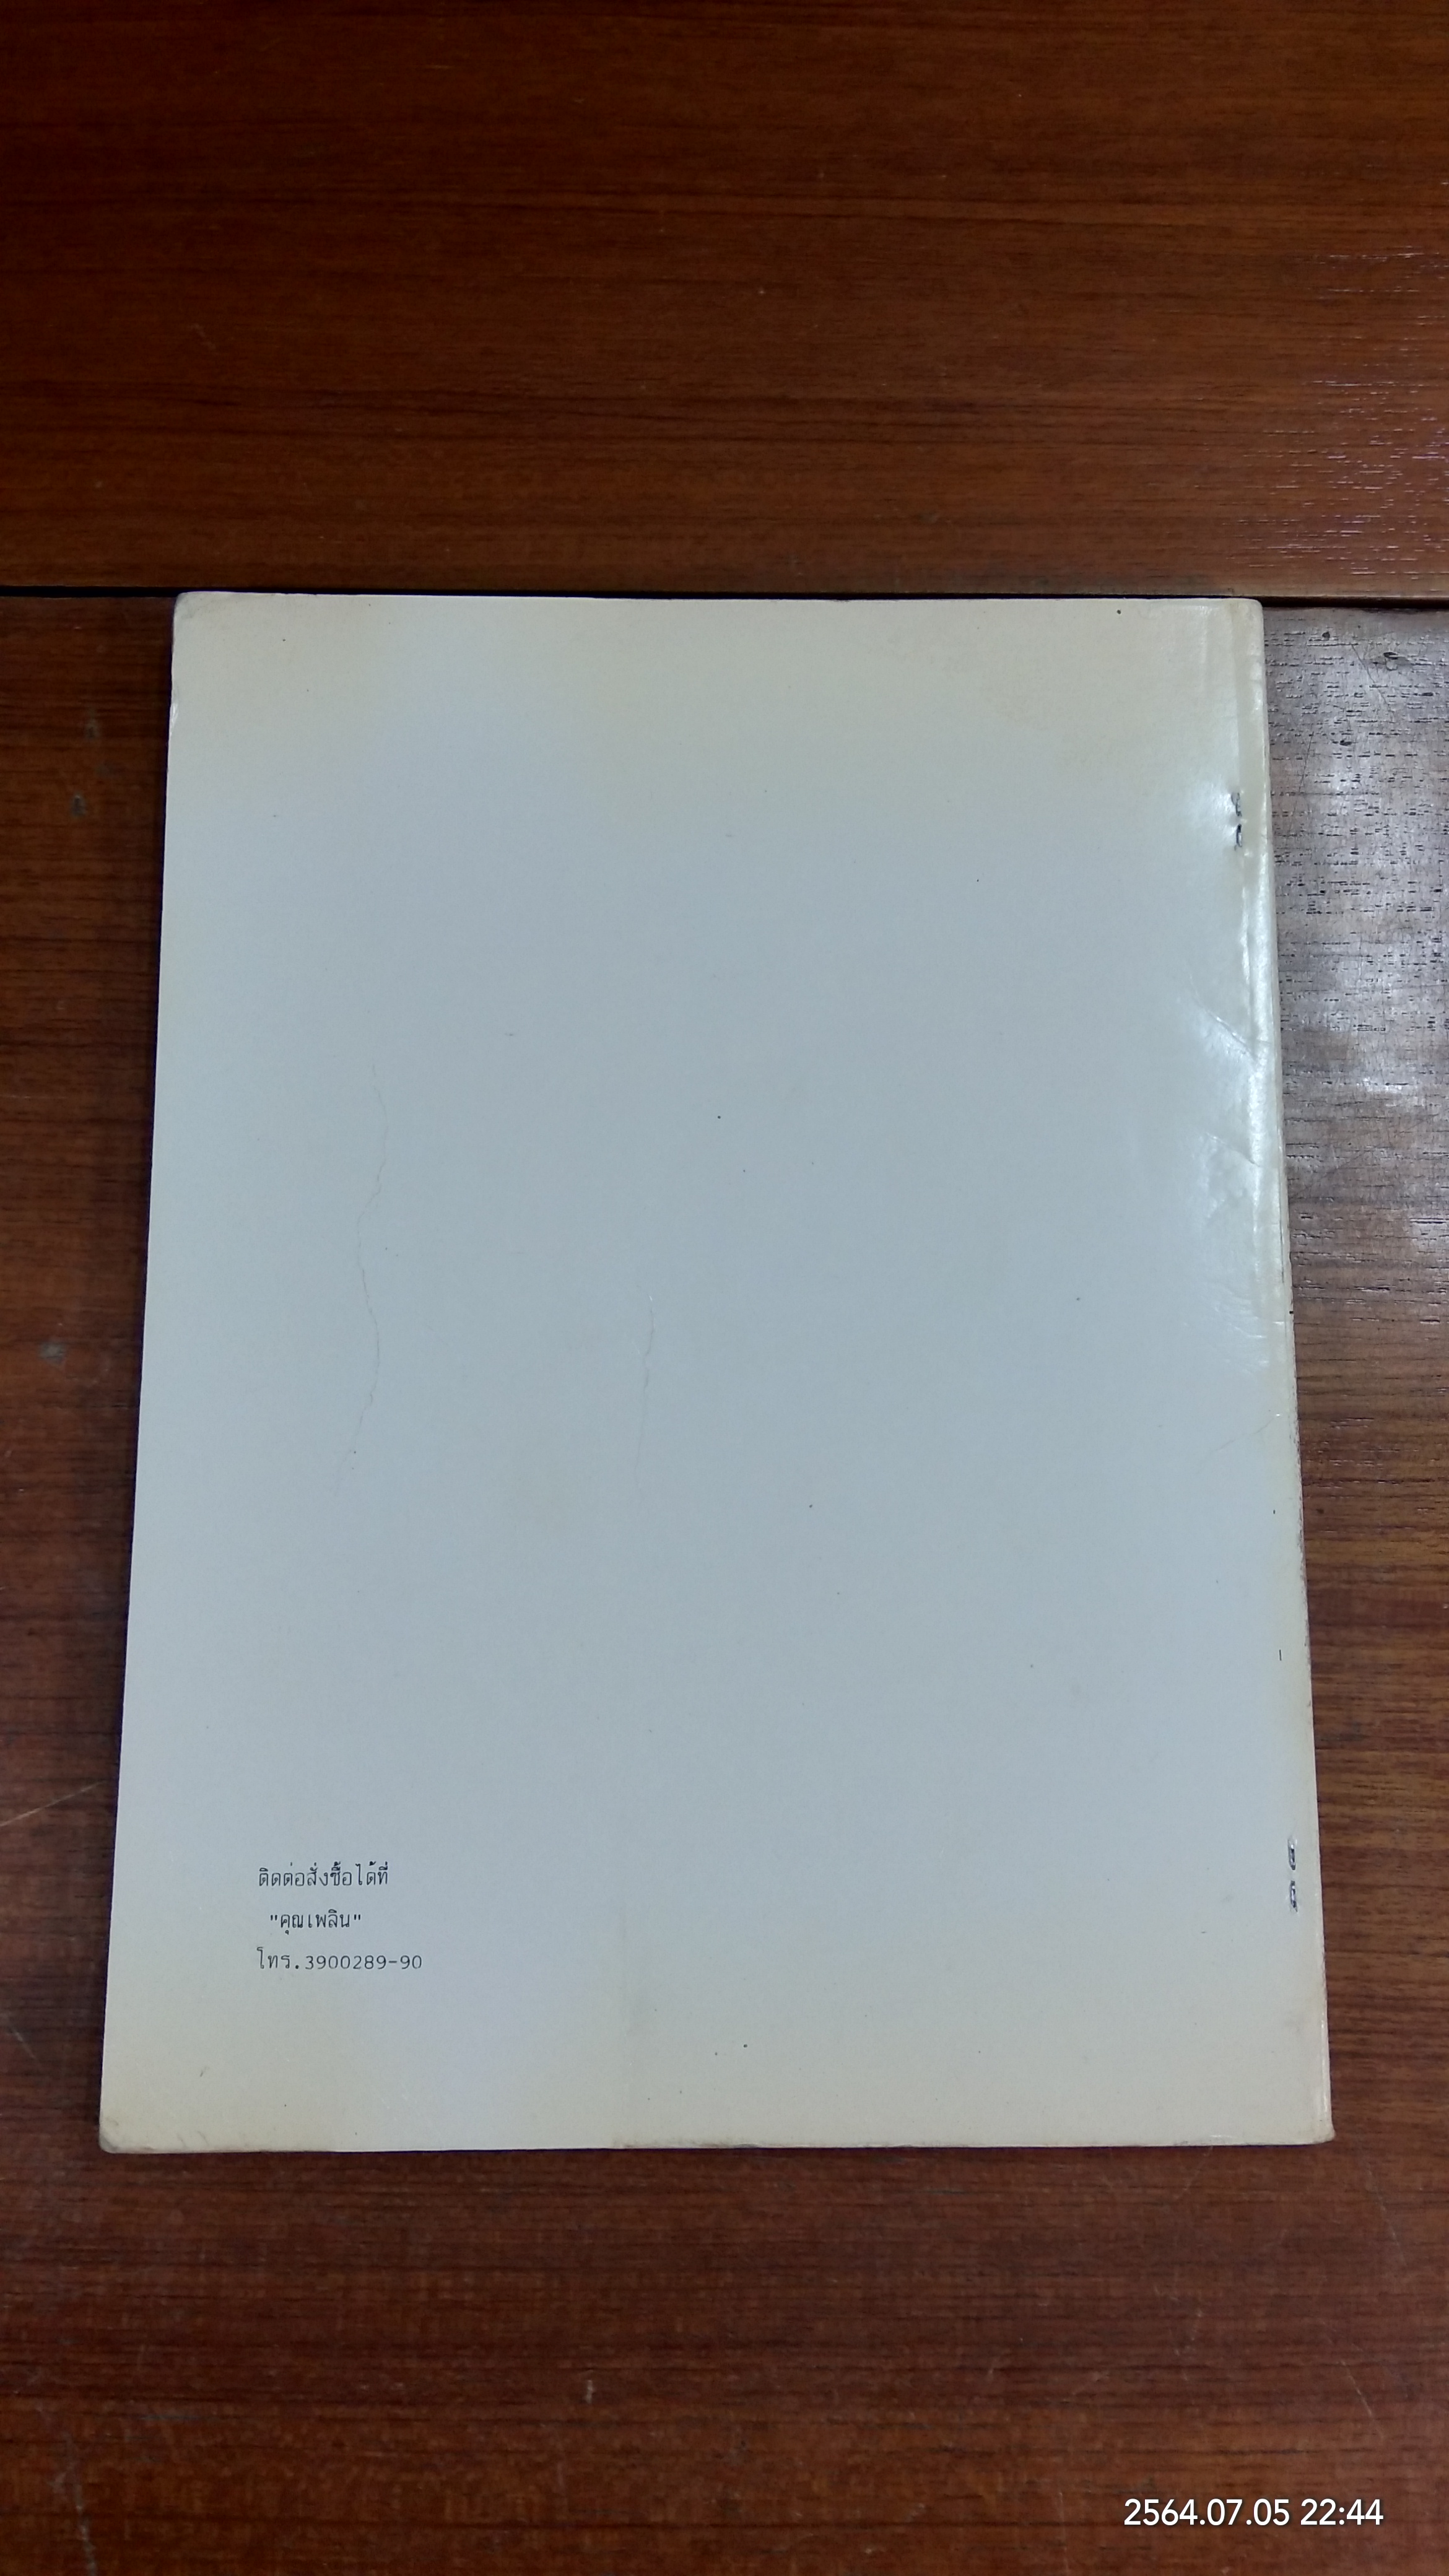 ติดต่อสั่งซื้อได้ที่
"คุณเพลิน"
โทร.3900289-90
2564.07.05 22:44